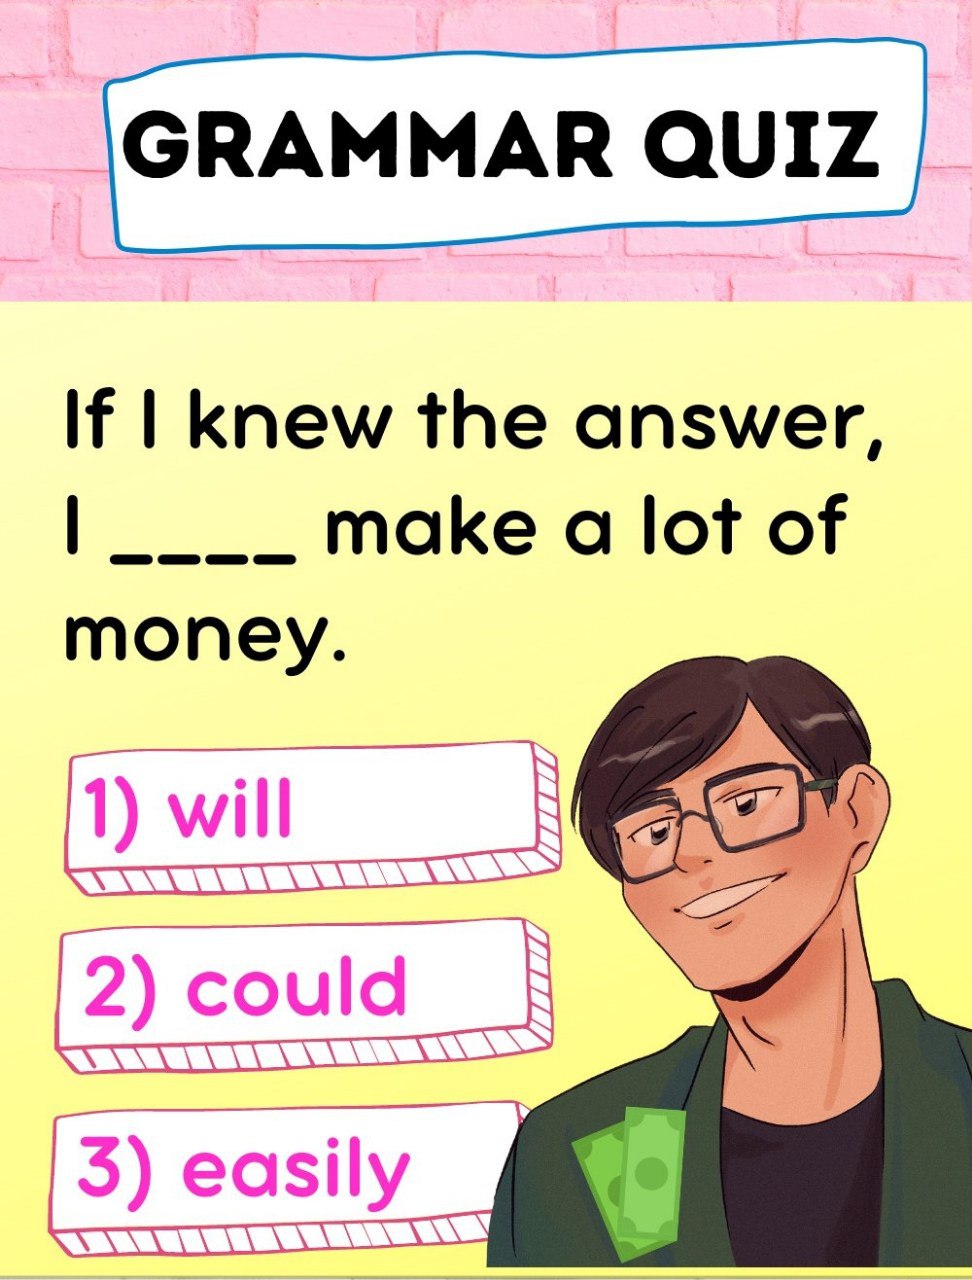 GRAMMAR QUIZ
If I knew the answer,
I ____ make a lot of
money.
1) will
2) could
3) easily